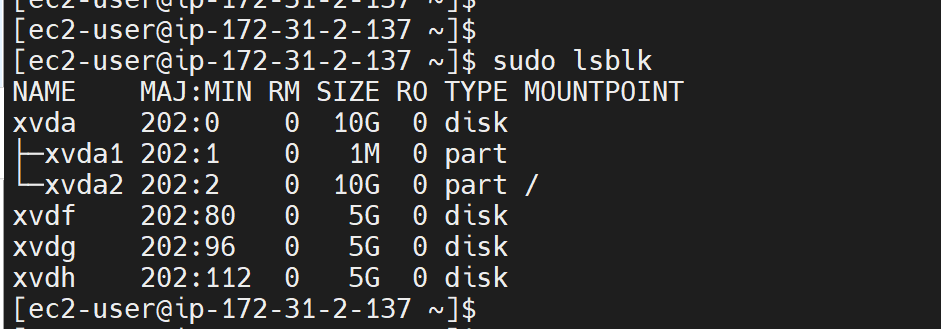 [ec2-user@ip-172-31-2-137 ~]$
[ec2-user@ip-172-31-2-137 ~]$
[ec2-user@ip-172-31-2-137 ~]$ sudo lsblk
NAME    MAJ:MIN RM SIZE RO TYPE MOUNTPOINT
xvda    202:0    0  10G  0 disk
├─xvda1 202:1    0   1M  0 part
└─xvda2 202:2    0  10G  0 part /
xvdf    202:80   0   5G  0 disk
xvdg    202:96   0   5G  0 disk
xvdh    202:112  0   5G  0 disk
[ec2-user@ip-172-31-2-137 ~]$